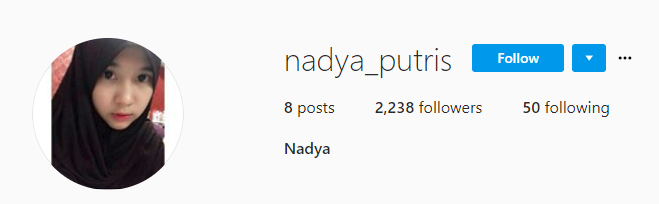 nadya_putris Follow
8 posts 2,238 followers 50 following
Nadya